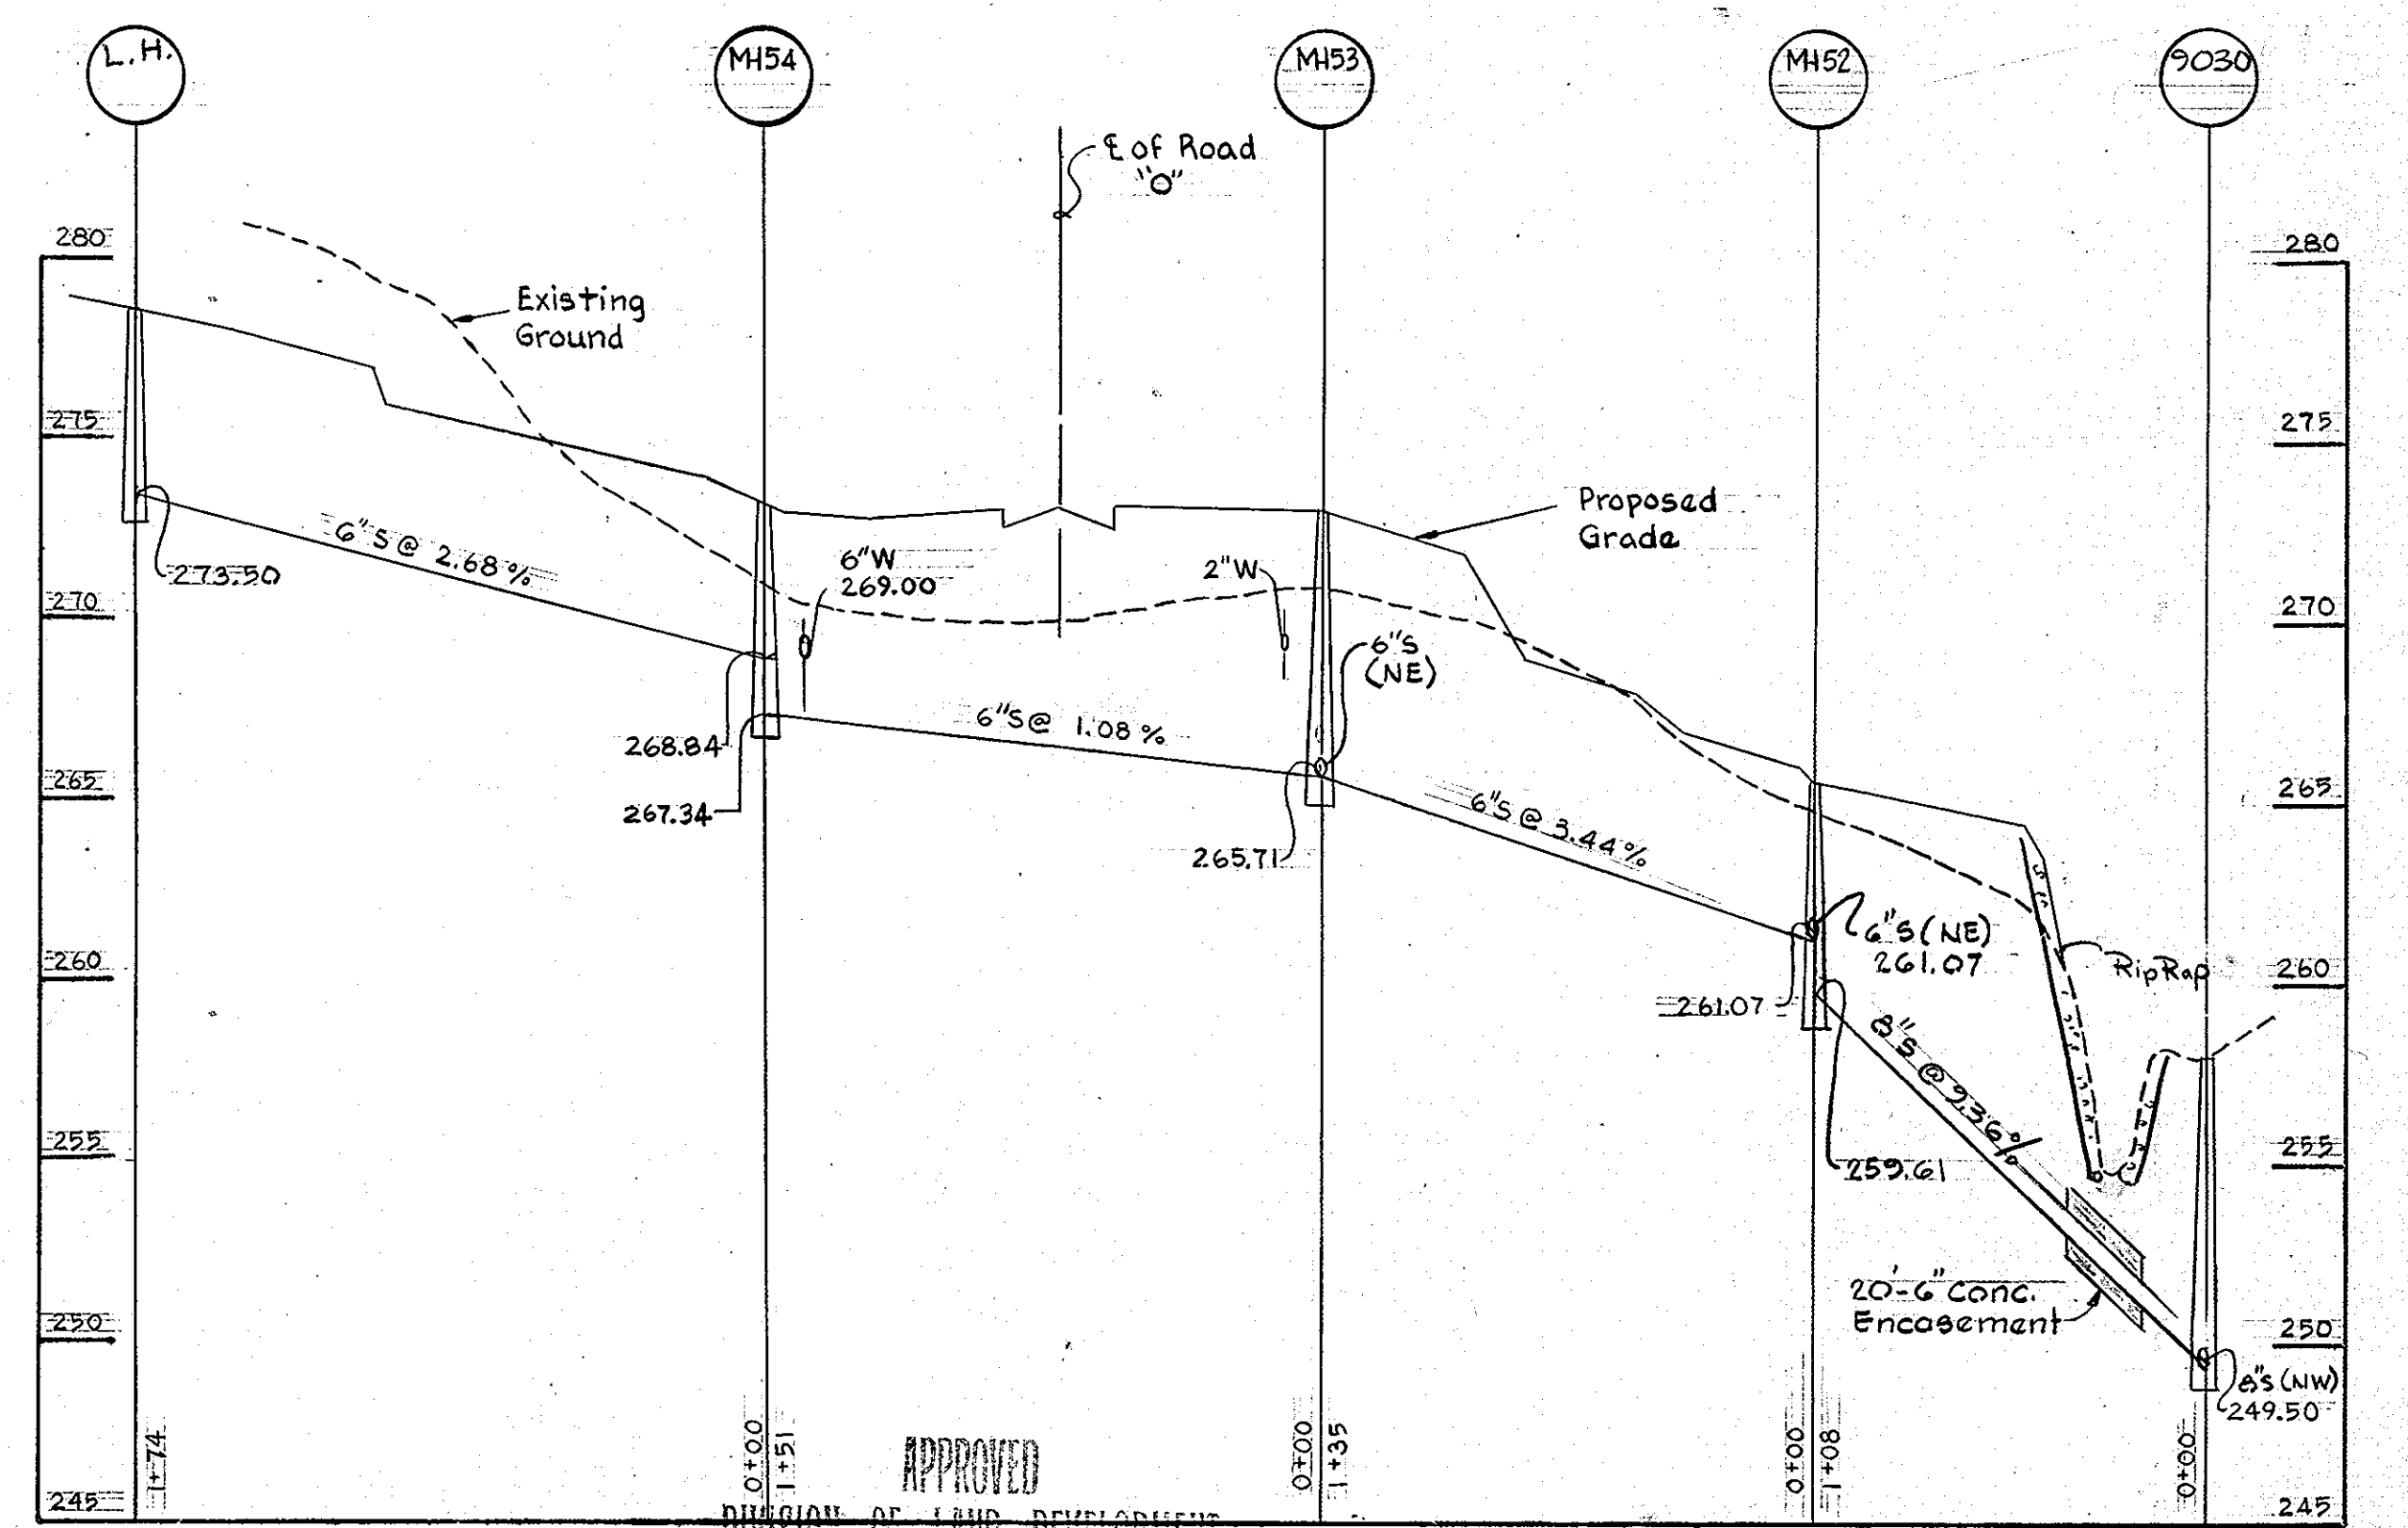 L.H.
MH54
MH53
MH52
9030
℄ of Road
"O"
280
280
Existing
Ground
275
275
Proposed
Grade
6"S @ 2.68 %
273.50
6"W
269.00
2"W
270
270
6"S
(NE)
6"S @ 1.08 %
268.84
267.34
265
265
265.71
6"S @ 3.44 %
6"S (NE)
261.07
RipRap
260
260
261.07
8"S @ 9.36 %
255
255
259.61
20'-6" Conc.
Encasement
250
250
8"S (NW)
249.50
1+74
0+00
1+51
0+00
1+35
0+00
1+08
0+00
APPROVED
245
245
DIVISION OF LAND DEVELOPMENT